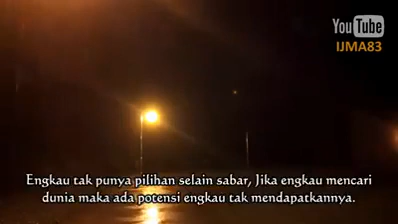 YouTube
IJMA83
Engkau tak punya pilihan selain sabar, Jika engkau mencari
dunia maka ada potensi engkau tak mendapatkannya.